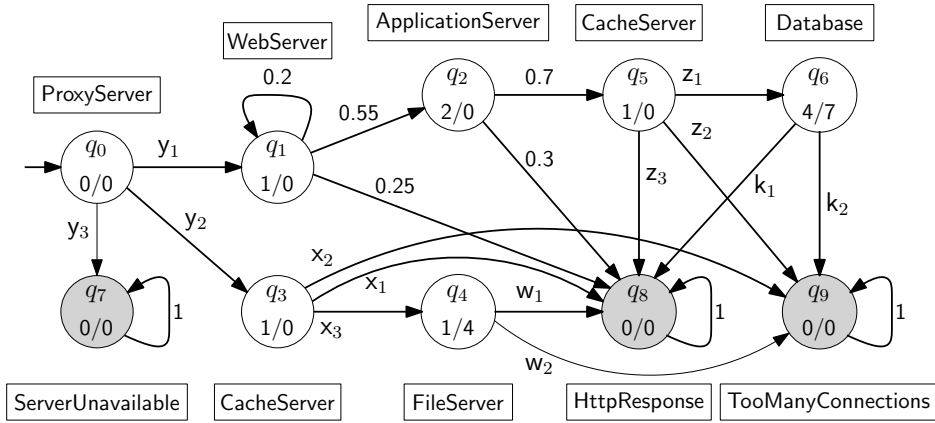 ApplicationServer CacheServer Database
WebServer
ProxyServer
0.2
q2 2/0
0.7
q5 1/0
z1
q6 4/7
0.55
z2
q0 0/0
y1
q1 1/0
0.3
z3
k1
k2
0.25
y3
y2
x2
x1
q7 0/0
1
q3 1/0
x3
q4 1/4
w1
q8 0/0
1
q9 0/0
1
w2
ServerUnavailable CacheServer FileServer HttpResponse TooManyConnections